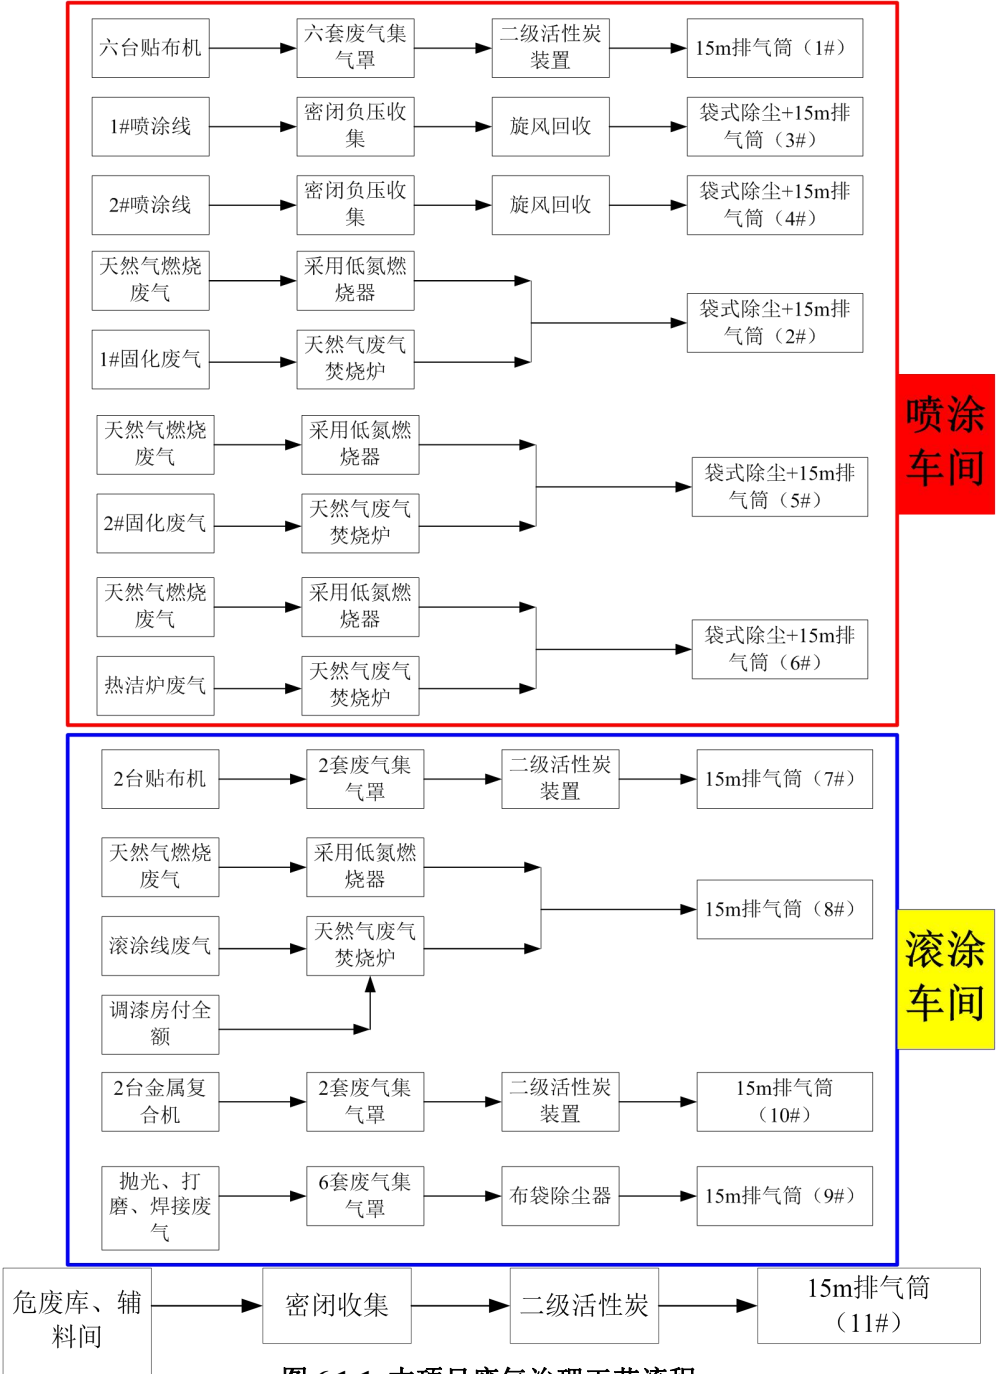 六台贴布机
六套废气集
气罩
二级活性炭
装置
15m排气筒（1#）
1#喷涂线
密闭负压收
集
旋风回收
袋式除尘+15m排
气筒（3#）
2#喷涂线
密闭负压收
集
旋风回收
袋式除尘+15m排
气筒（4#）
天然气燃烧
废气
采用低氮燃
烧器
1#固化废气
天然气废气
焚烧炉
袋式除尘+15m排
气筒（2#）
天然气燃烧
废气
采用低氮燃
烧器
2#固化废气
天然气废气
焚烧炉
袋式除尘+15m排
气筒（5#）
天然气燃烧
废气
采用低氮燃
烧器
热洁炉废气
天然气废气
焚烧炉
袋式除尘+15m排
气筒（6#）
喷涂
车间
2台贴布机
2套废气集
气罩
二级活性炭
装置
15m排气筒（7#）
天然气燃烧
废气
采用低氮燃
烧器
滚涂线废气
天然气废气
焚烧炉
15m排气筒（8#）
调漆房付全
额
2台金属复
合机
2套废气集
气罩
二级活性炭
装置
15m排气筒
（10#）
抛光、打
磨、焊接废
气
6套废气集
气罩
布袋除尘器
15m排气筒（9#）
滚涂
车间
危废库、辅
料间
密闭收集
二级活性炭
15m排气筒
（11#）
图 6.1-1 本项目废气治理工艺流程